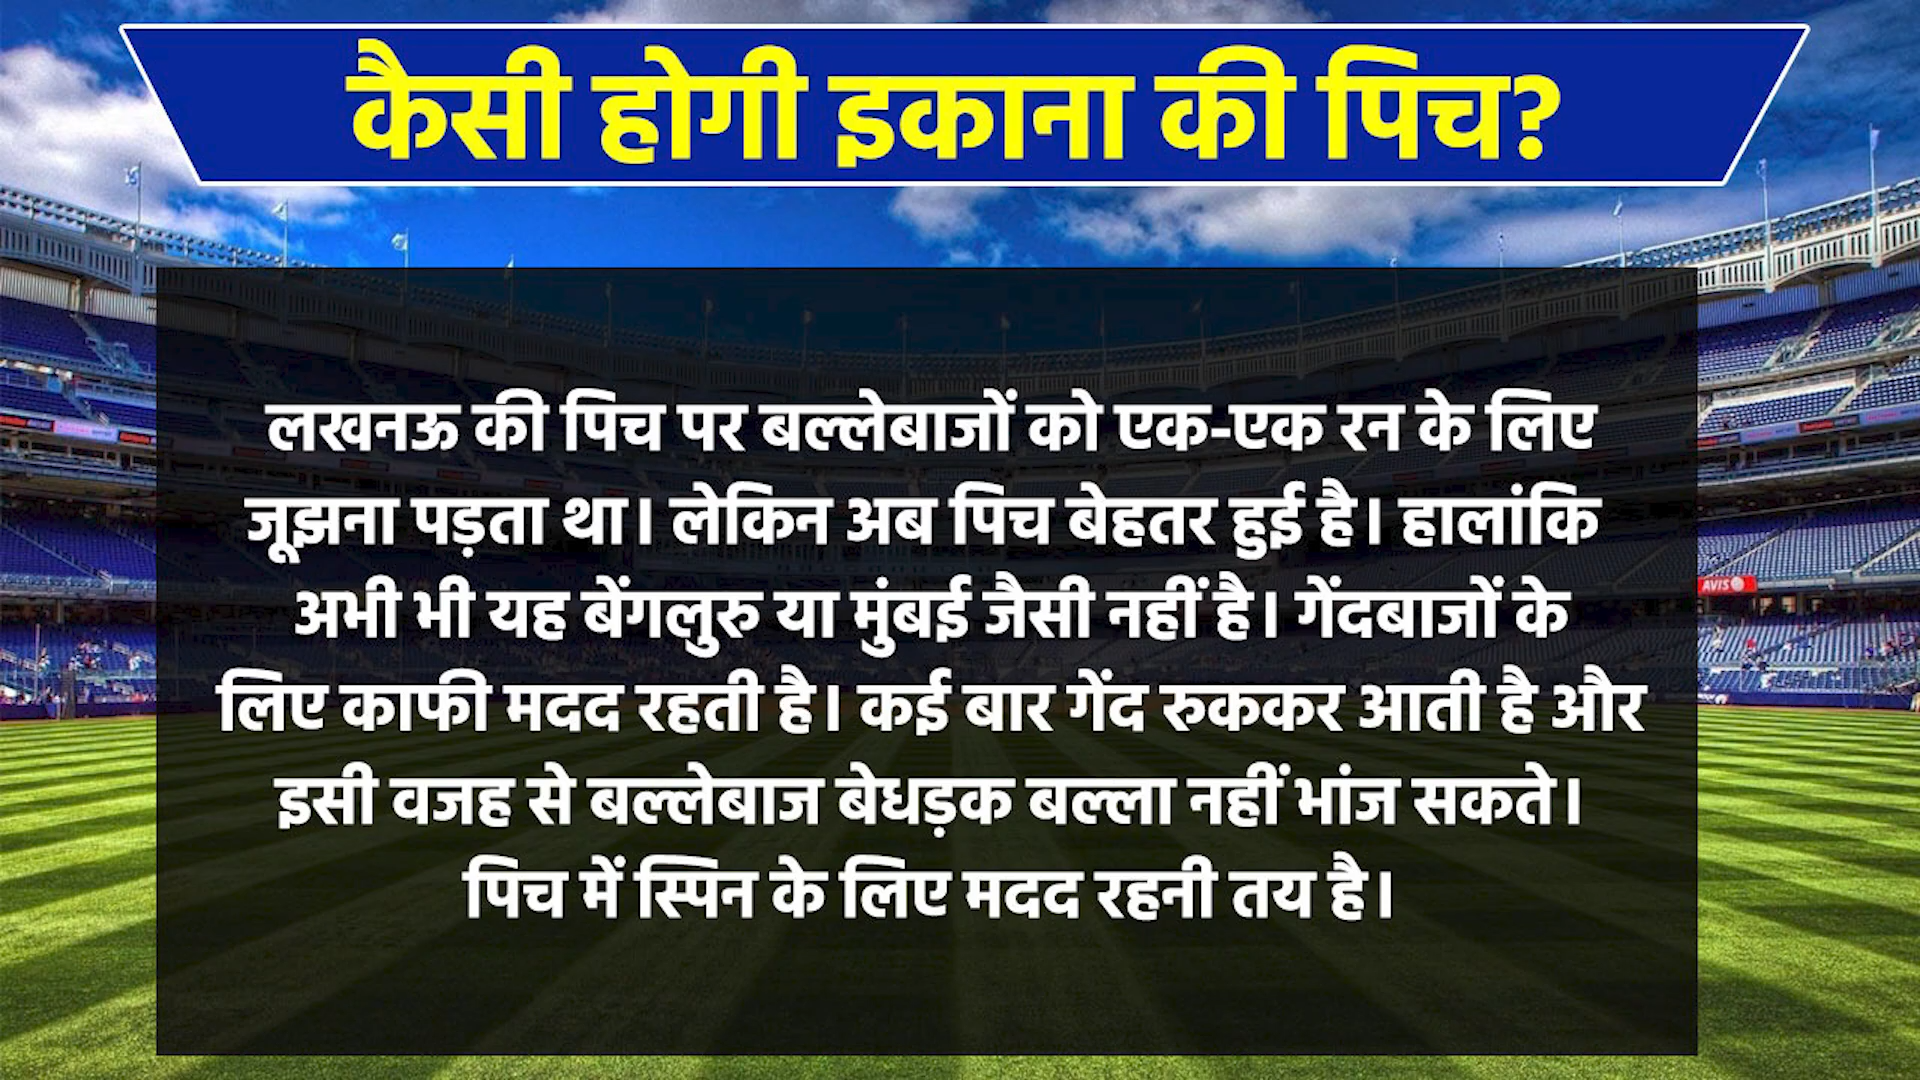 कैसी होगी इकाना की पिच?
लखनऊ की पिच पर बल्लेबाजों को एक-एक रन के लिए
जूझना पड़ता था। लेकिन अब पिच बेहतर हुई है। हालांकि
अभी भी यह बेंगलुरु या मुंबई जैसी नहीं है। गेंदबाजों के
लिए काफी मदद रहती है। कई बार गेंद रुककर आती है और
इसी वजह से बल्लेबाज बेधड़क बल्ला नहीं भांज सकते।
पिच में स्पिन के लिए मदद रहनी तय है।
AVIS